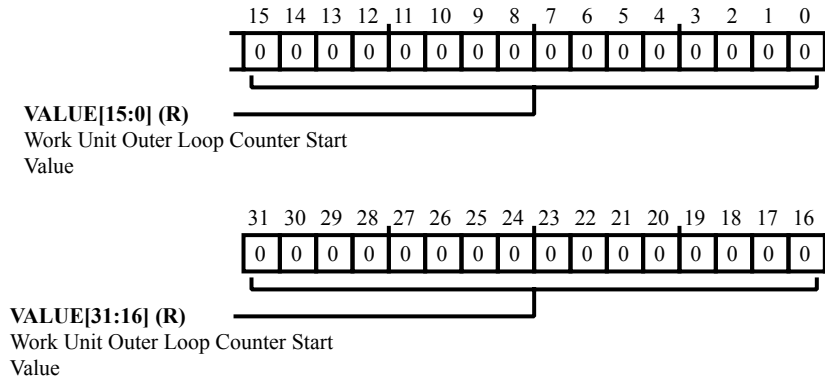 15 14 13 12 11 10 9 8 7 6 5 4 3 2 1 0
0 0 0 0 0 0 0 0 0 0 0 0 0 0 0 0
VALUE[15:0] (R)
Work Unit Outer Loop Counter Start
Value
31 30 29 28 27 26 25 24 23 22 21 20 19 18 17 16
0 0 0 0 0 0 0 0 0 0 0 0 0 0 0 0
VALUE[31:16] (R)
Work Unit Outer Loop Counter Start
Value